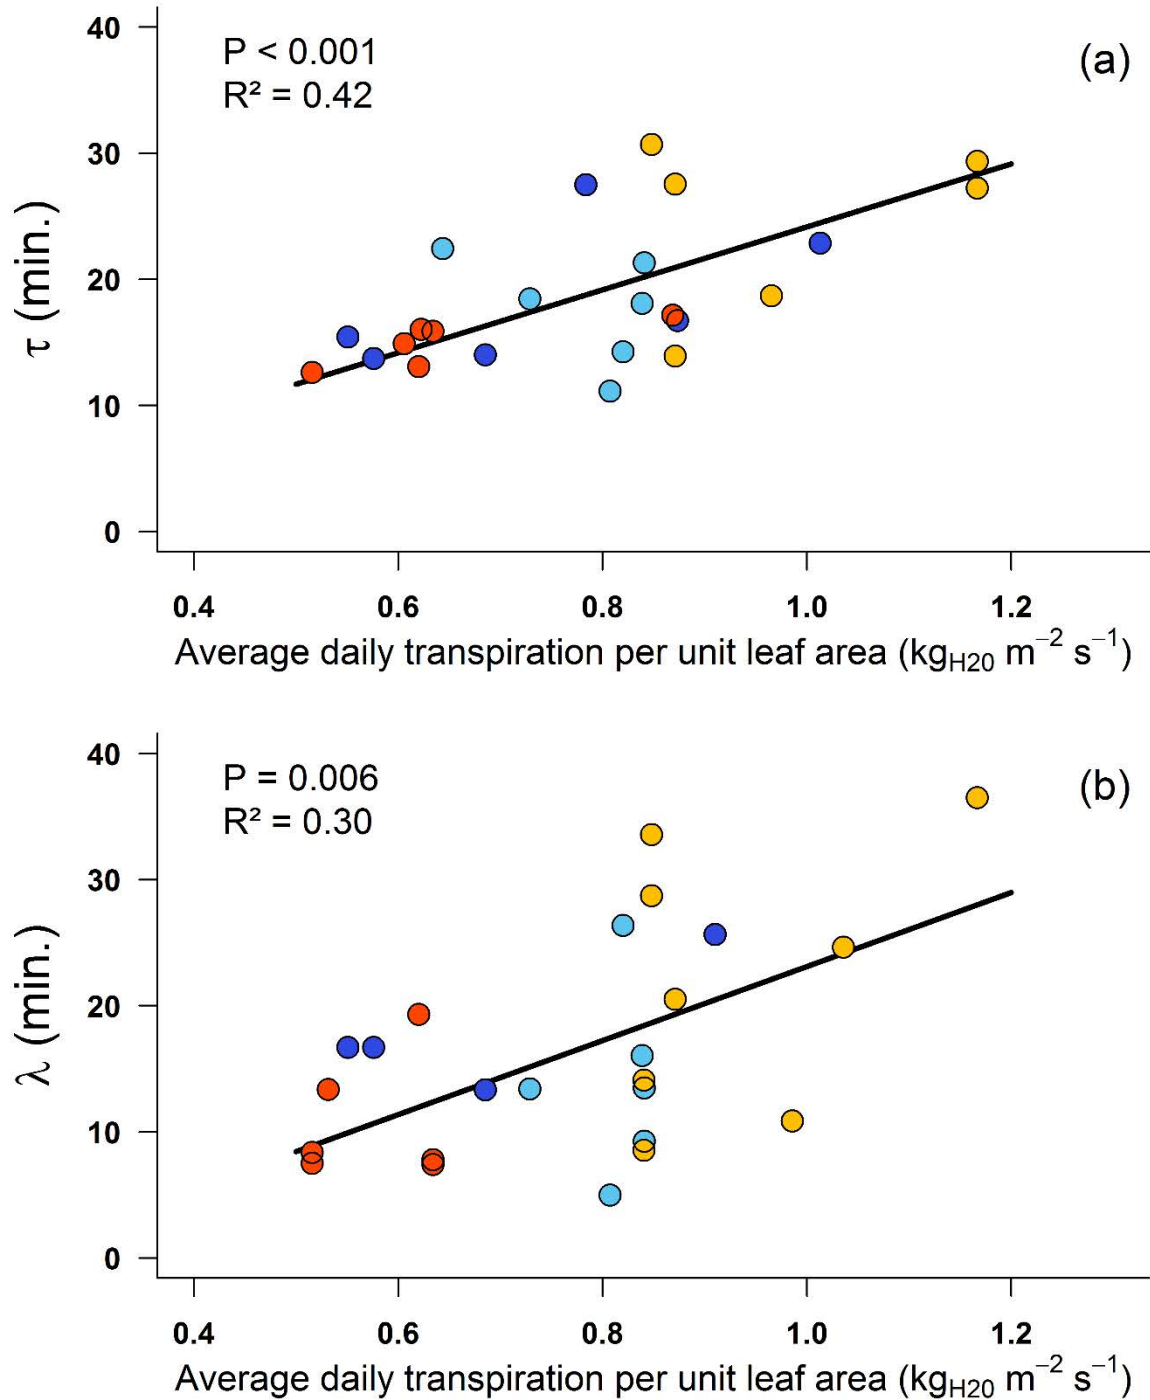 P < 0.001
R² = 0.42
(a)
40
30
20
10
0
τ (min.)
0.4 0.6 0.8 1.0 1.2
Average daily transpiration per unit leaf area (kg_H20 m⁻² s⁻¹)
P = 0.006
R² = 0.30
(b)
40
30
20
10
0
λ (min.)
0.4 0.6 0.8 1.0 1.2
Average daily transpiration per unit leaf area (kg_H20 m⁻² s⁻¹)